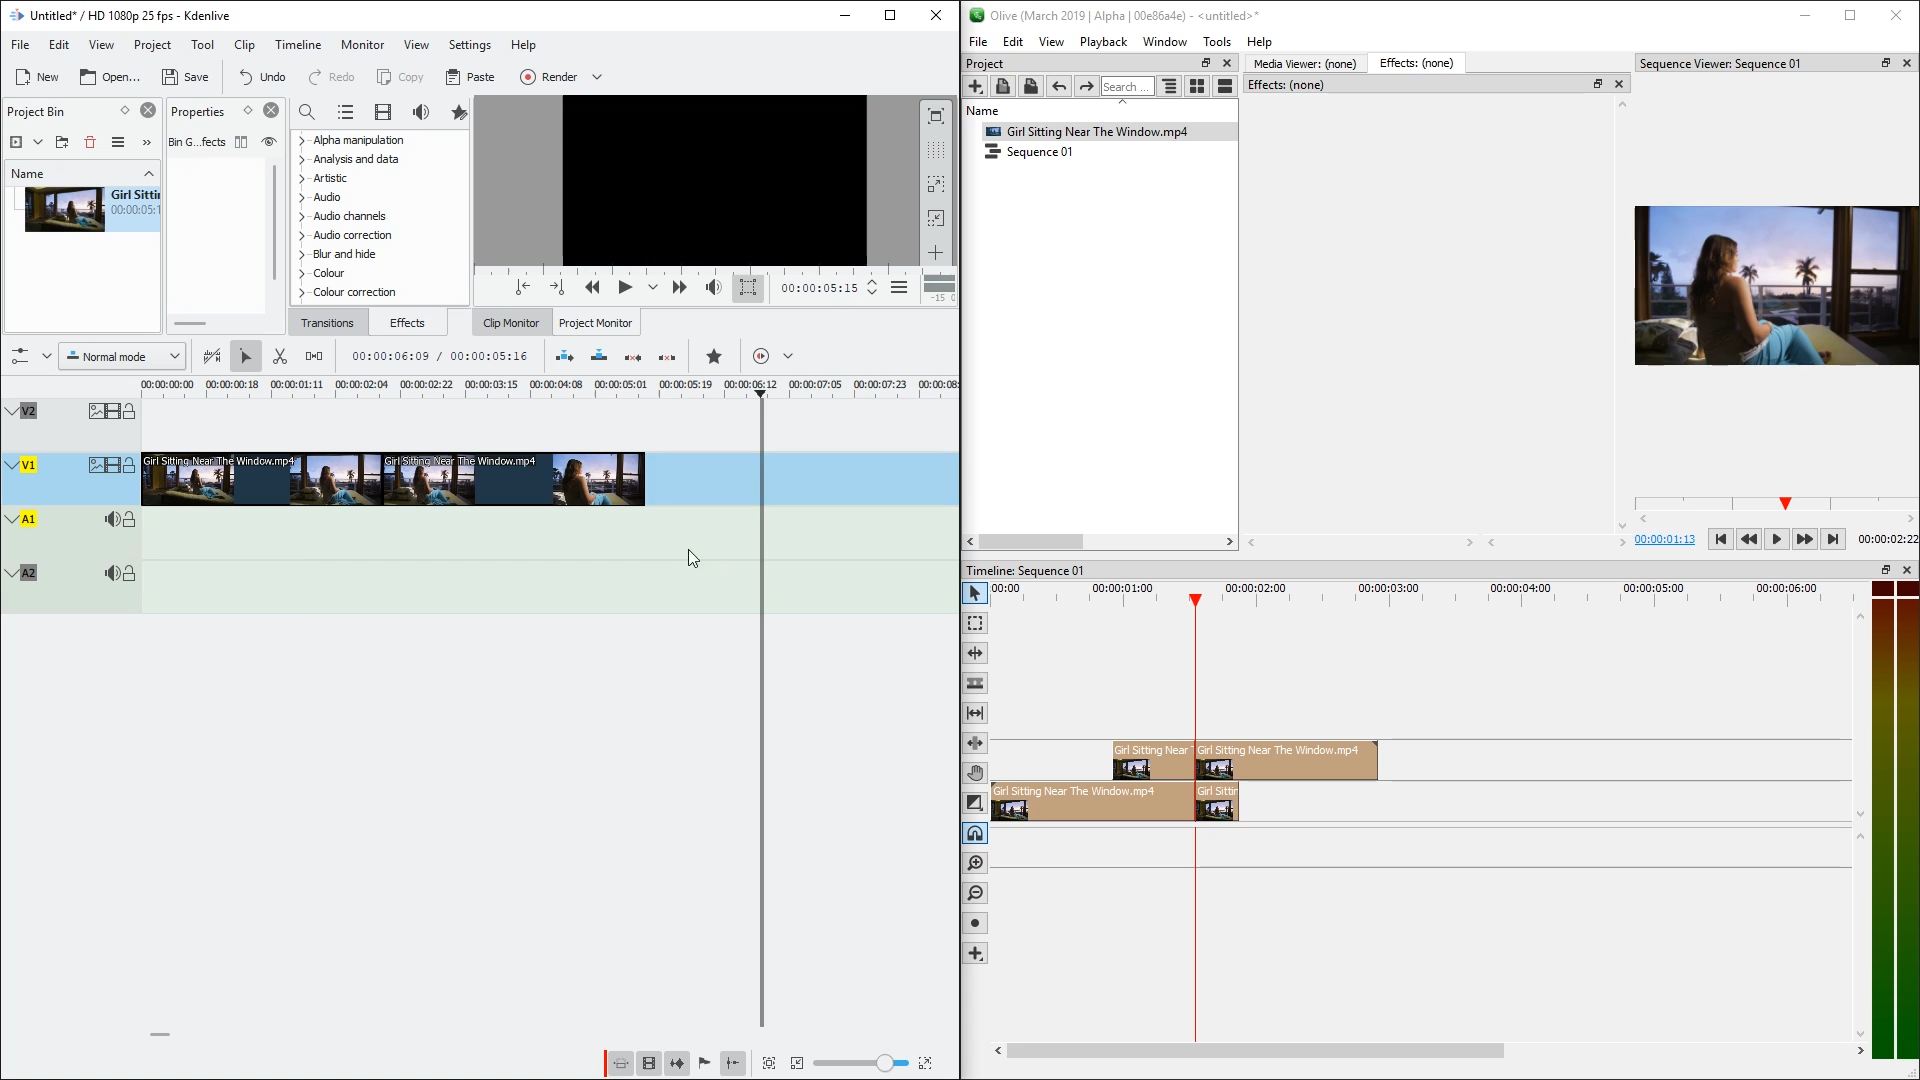 Untitled* / HD 1080p 25 fps - Kdenlive
File Edit View Project Tool Clip Timeline Monitor View Settings Help
New Open... Save Undo Redo Copy Paste Render
Project Bin
Properties
Bin G...fects
Name
Girl Sittin
00:00:05:1
Alpha manipulation
Analysis and data
Artistic
Audio
Audio channels
Audio correction
Blur and hide
Colour
Colour correction
00:00:05:15
-15 0
Transitions Effects Clip Monitor Project Monitor
Normal mode
00:00:06:09 / 00:00:05:16
00:00:00:00 00:00:00:18 00:00:01:11 00:00:02:04 00:00:02:22 00:00:03:15 00:00:04:08 00:00:05:01 00:00:05:19 00:00:06:12 00:00:07:05 00:00:07:23 00:00:08:
V2
V1
Girl Sitting Near The Window.mp4 Girl Sitting Near The Window.mp4
A1
A2
Olive (March 2019 | Alpha | 00e86a4e) - <untitled>*
File Edit View Playback Window Tools Help
Project
Search ...
Name
Girl Sitting Near The Window.mp4
Sequence 01
Media Viewer: (none) Effects: (none)
Effects: (none)
Sequence Viewer: Sequence 01
00:00:01:13
00:00:02:22
Timeline: Sequence 01
00:00 00:00:01:00 00:00:02:00 00:00:03:00 00:00:04:00 00:00:05:00 00:00:06:00
Girl Sitting Near T Girl Sitting Near The Window.mp4
Girl Sitting Near The Window.mp4 Girl Sittin